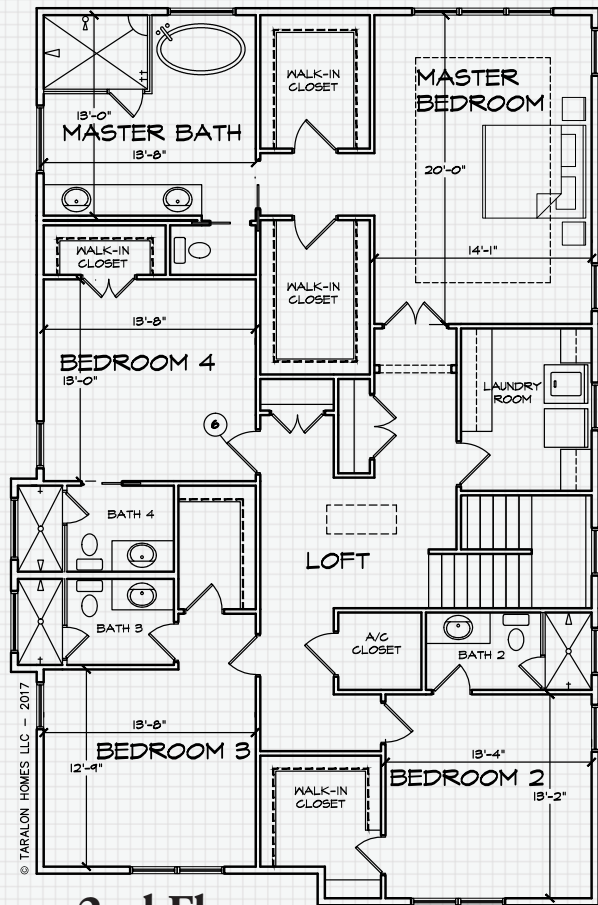 WALK-IN
CLOSET
MASTER
BEDROOM
13'-0"
MASTER BATH
13'-8"
20'-0"
14'-1"
WALK-IN
CLOSET
WALK-IN
CLOSET
13'-8"
BEDROOM 4
13'-0"
LAUNDRY
ROOM
6
BATH 4
LOFT
BATH 3
A/C
CLOSET
BATH 2
13'-8"
BEDROOM 3
12'-9"
13'-4"
BEDROOM 2
13'-2"
WALK-IN
CLOSET
© TARALON HOMES LLC - 2017